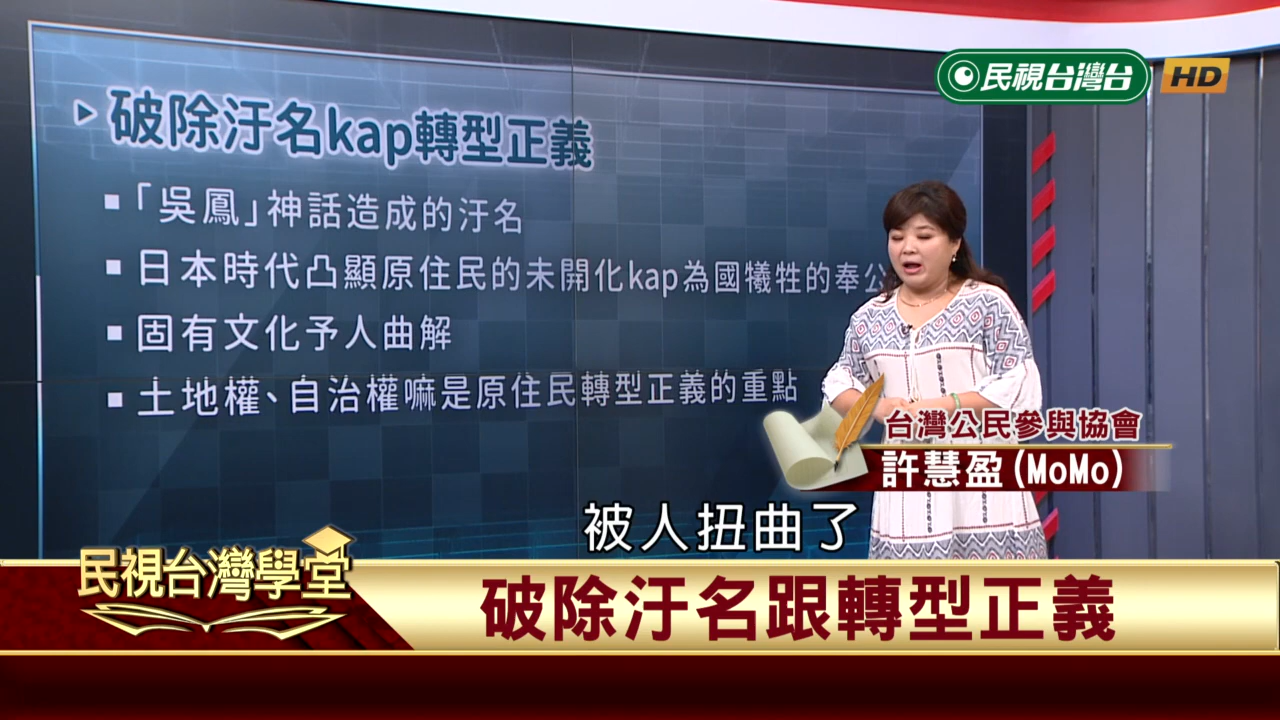 民視台灣台 HD
破除汙名kap轉型正義
「吳鳳」神話造成的汙名
日本時代凸顯原住民的未開化kap為國犧牲的奉公
固有文化予人曲解
土地權、自治權嘛是原住民轉型正義的重點
台灣公民參與協會
許慧盈(MoMo)
被人扭曲了
民視台灣學堂
破除汙名跟轉型正義